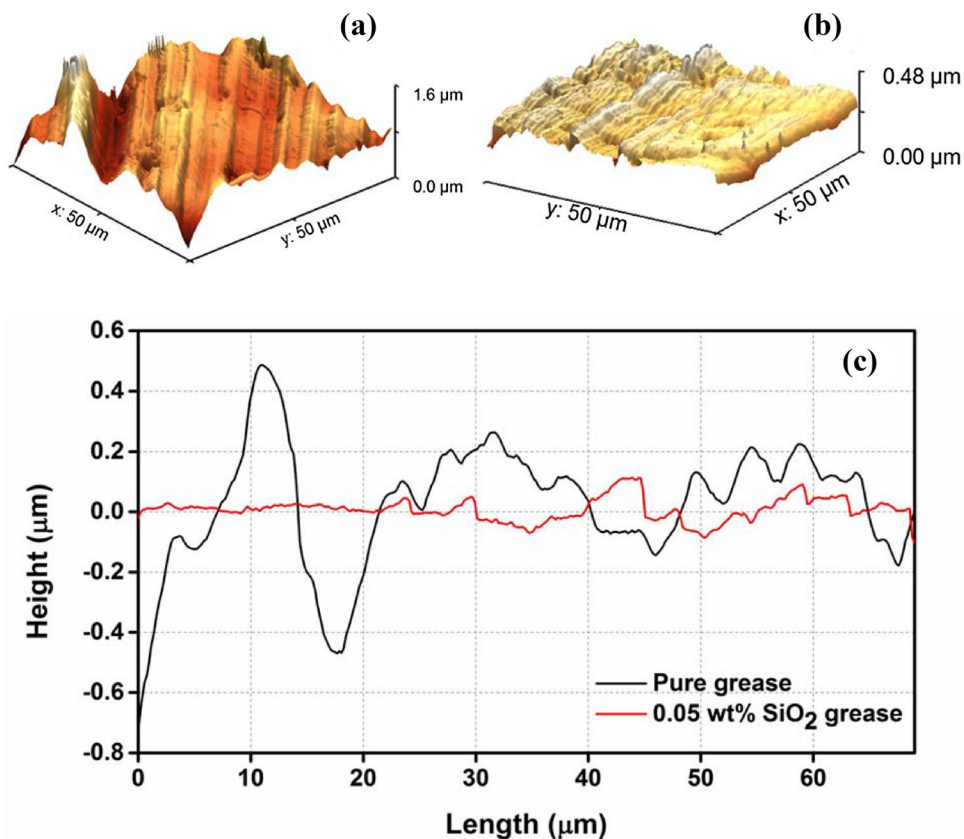 (a)
1.6 µm
0.0 µm
x: 50 µm
y: 50 µm
(b)
0.48 µm
0.00 µm
y: 50 µm
x: 50 µm
(c)
0.6
0.4
0.2
0.0
-0.2
-0.4
-0.6
-0.8
Height (µm)
Pure grease
0.05 wt% SiO₂ grease
0 10 20 30 40 50 60
Length (µm)